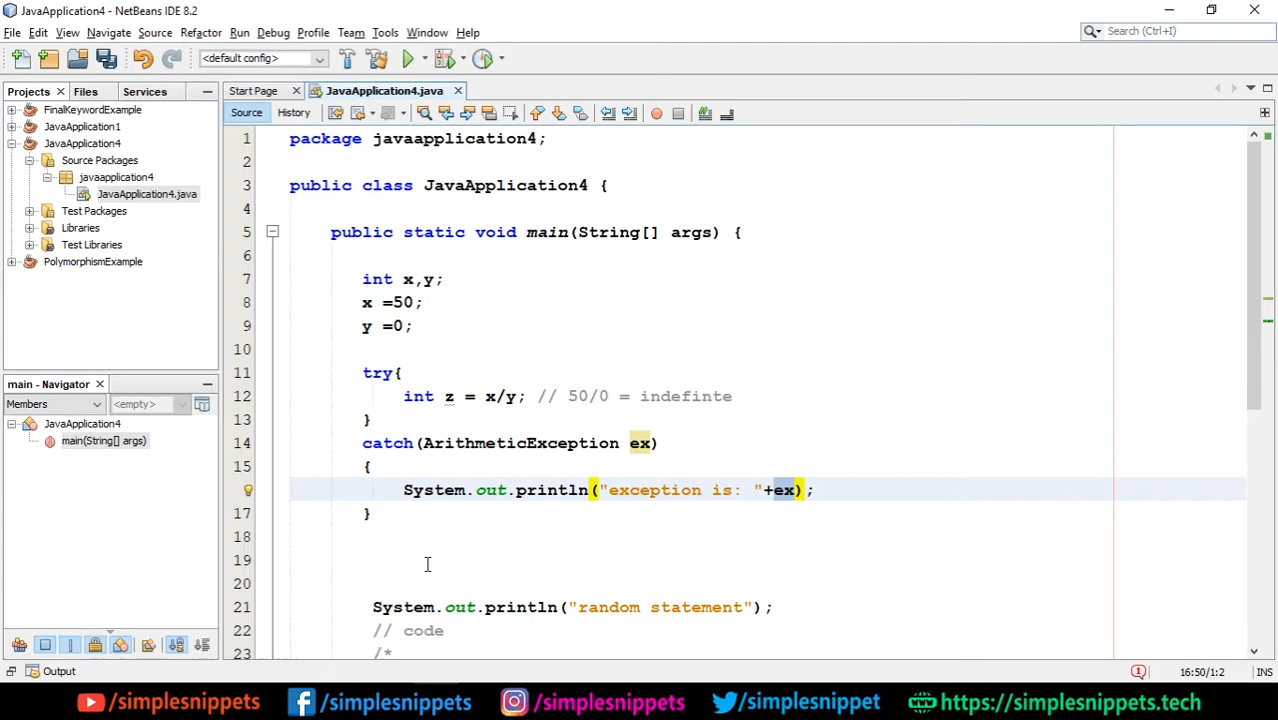 JavaApplication4 - NetBeans IDE 8.2
File Edit View Navigate Source Refactor Run Debug Profile Team Tools Window Help
Search (Ctrl+I)
<default config>
Projects Files Services
Start Page JavaApplication4.java
Source History
FinalKeywordExample
JavaApplication1
JavaApplication4
Source Packages
javaapplication4
JavaApplication4.java
Test Packages
Libraries
Test Libraries
PolymorphismExample
main - Navigator
Members <empty>
JavaApplication4
main(String[] args)
1 package javaapplication4;
2
3 public class JavaApplication4 {
4
5 public static void main(String[] args) {
6
7 int x,y;
8 x =50;
9 y =0;
10
11 try{
12 int z = x/y; // 50/0 = indefinte
13 }
14 catch(ArithmeticException ex)
15 {
System.out.println("exception is: "+ex);
17 }
18
19
20
21 System.out.println("random statement");
22 // code
23 /*
Output
1 16:50/1:2 INS
/simplesnippets /simplesnippets /simplesnippets /simplesnippets https://simplesnippets.tech